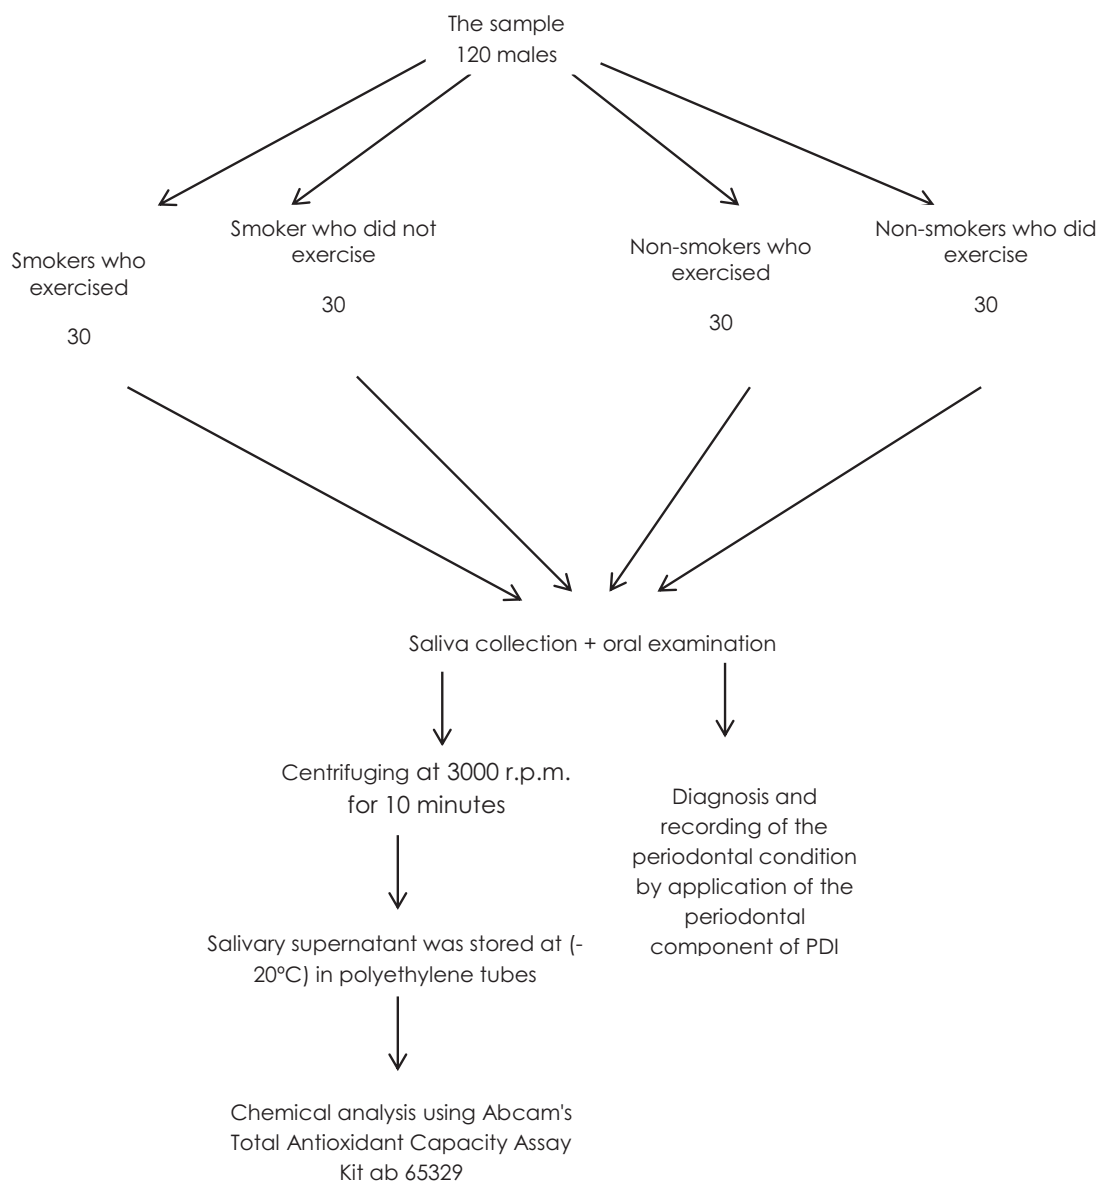 The sample
120 males
Smokers who
exercised
30
Smoker who did not
exercise
30
Non-smokers who
exercised
30
Non-smokers who did
exercise
30
Saliva collection + oral examination
Centrifuging at 3000 r.p.m.
for 10 minutes
Salivary supernatant was stored at (-
20ºC) in polyethylene tubes
Chemical analysis using Abcam's
Total Antioxidant Capacity Assay
Kit ab 65329
Diagnosis and
recording of the
periodontal condition
by application of the
periodontal
component of PDI